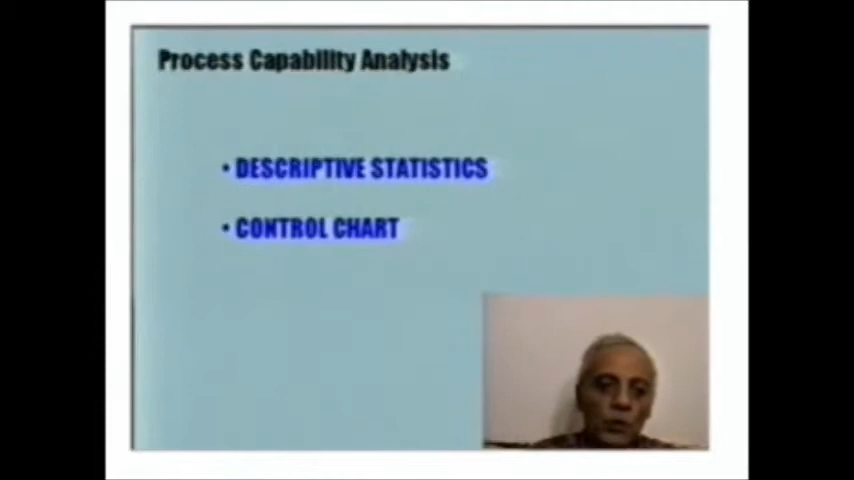 Process Capability Analysis
• DESCRIPTIVE STATISTICS
• CONTROL CHART